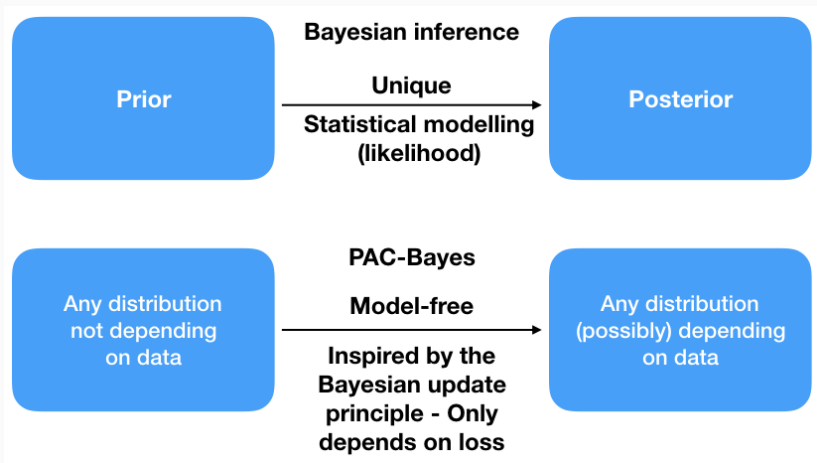 Bayesian inference
Prior
Unique
Posterior
Statistical modelling
(likelihood)
PAC-Bayes
Any distribution
not depending
on data
Model-free
Any distribution
(possibly) depending
on data
Inspired by the
Bayesian update
principle - Only
depends on loss